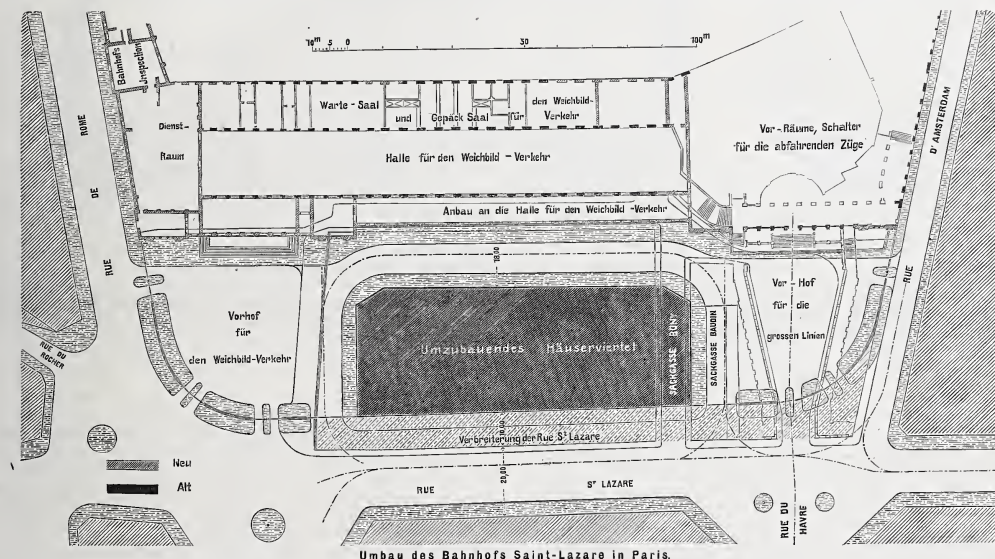 10m 5 0 30 100m
Bahnhofs
Inspection
RUE DE ROME
Dienst-
Raum
Warte-Saal
und Gepäck Saal für
den Weichbild-
Verkehr
Halle für den Weichbild-Verkehr
Anbau an die Halle für den Weichbild-Verkehr
Vor-Räume, Schalter
für die abfahrenden Züge
RUE D'AMSTERDAM
18,00
Vorhof
für
den Weichbild-Verkehr
RUE DU
ROCHER
Umzubauendes Häuserviertel
SACKGASSE BONY
SACKGASSE BAUDIN
Vor-Hof
für die
grossen Linien
Verbreiterung der Rue St Lazare
20,00
RUE St LAZARE
RUE DU
HAVRE
Neu
Alt
Umbau des Bahnhofs Saint-Lazare in Paris.